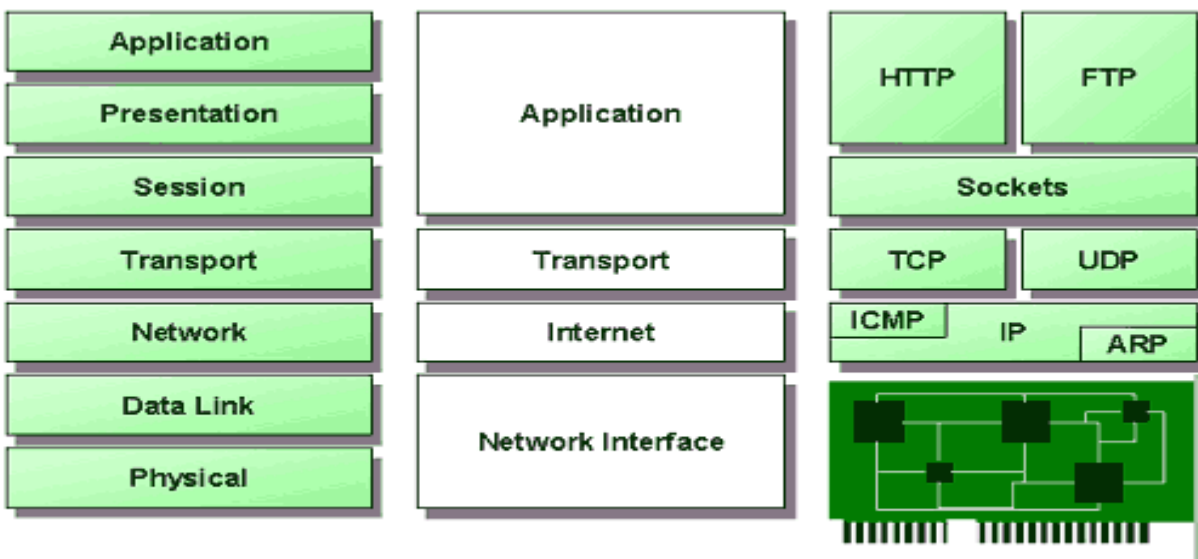 Application
Presentation
Session
Transport
Network
Data Link
Physical
Application
Transport
Internet
Network Interface
HTTP
FTP
Sockets
TCP
UDP
ICMP
IP
ARP